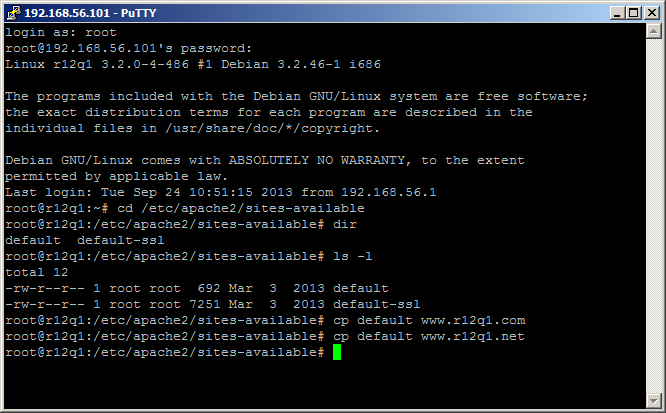 192.168.56.101 - PuTTY
login as: root
root@192.168.56.101's password:
Linux r12q1 3.2.0-4-486 #1 Debian 3.2.46-1 i686
The programs included with the Debian GNU/Linux system are free software;
the exact distribution terms for each program are described in the
individual files in /usr/share/doc/*/copyright.
Debian GNU/Linux comes with ABSOLUTELY NO WARRANTY, to the extent
permitted by applicable law.
Last login: Tue Sep 24 10:51:15 2013 from 192.168.56.1
root@r12q1:~# cd /etc/apache2/sites-available
root@r12q1:/etc/apache2/sites-available# dir
default  default-ssl
root@r12q1:/etc/apache2/sites-available# ls -l
total 12
-rw-r--r-- 1 root root  692 Mar  3  2013 default
-rw-r--r-- 1 root root 7251 Mar  3  2013 default-ssl
root@r12q1:/etc/apache2/sites-available# cp default www.r12q1.com
root@r12q1:/etc/apache2/sites-available# cp default www.r12q1.net
root@r12q1:/etc/apache2/sites-available#